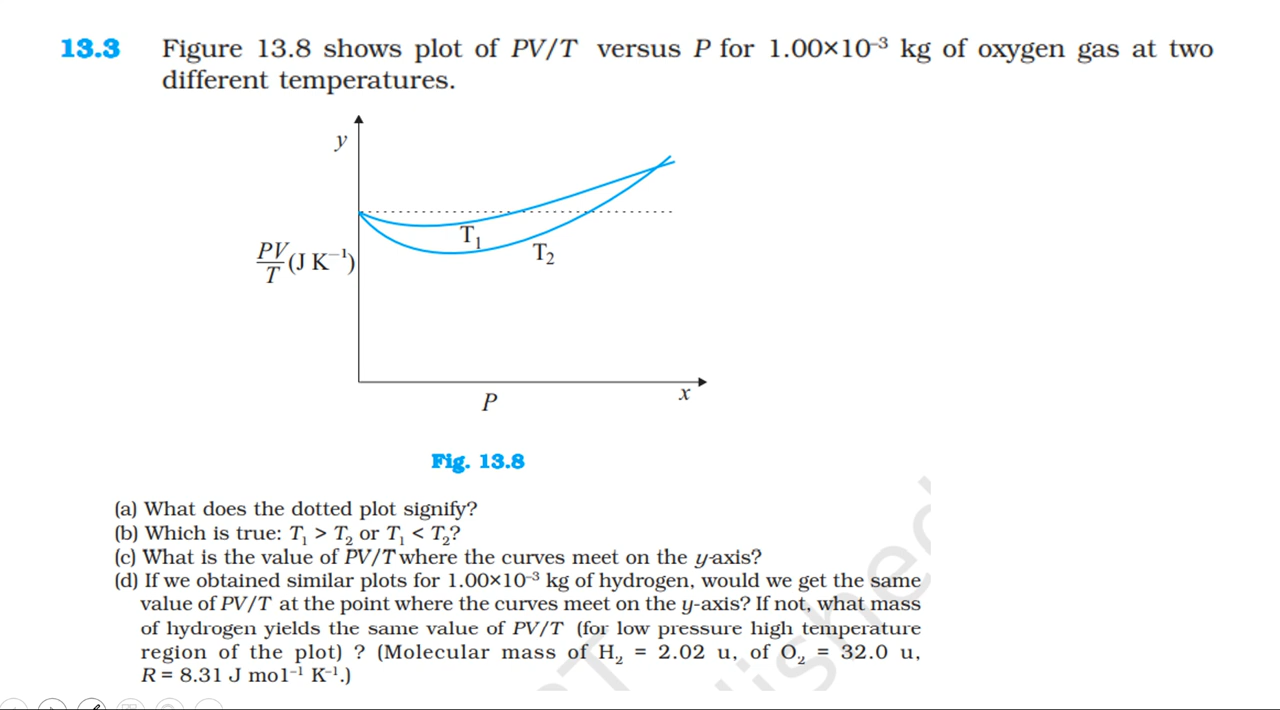 13.3 Figure 13.8 shows plot of PV/T versus P for 1.00×10⁻³ kg of oxygen gas at two
different temperatures.
y
T₁
T₂
PV/T (J K⁻¹)
P
x
Fig. 13.8
(a) What does the dotted plot signify?
(b) Which is true: T₁ > T₂ or T₁ < T₂?
(c) What is the value of PV/T where the curves meet on the y-axis?
(d) If we obtained similar plots for 1.00×10⁻³ kg of hydrogen, would we get the same
value of PV/T at the point where the curves meet on the y-axis? If not, what mass
of hydrogen yields the same value of PV/T (for low pressure high temperature
region of the plot) ? (Molecular mass of H₂ = 2.02 u, of O₂ = 32.0 u,
R = 8.31 J mol⁻¹ K⁻¹.)